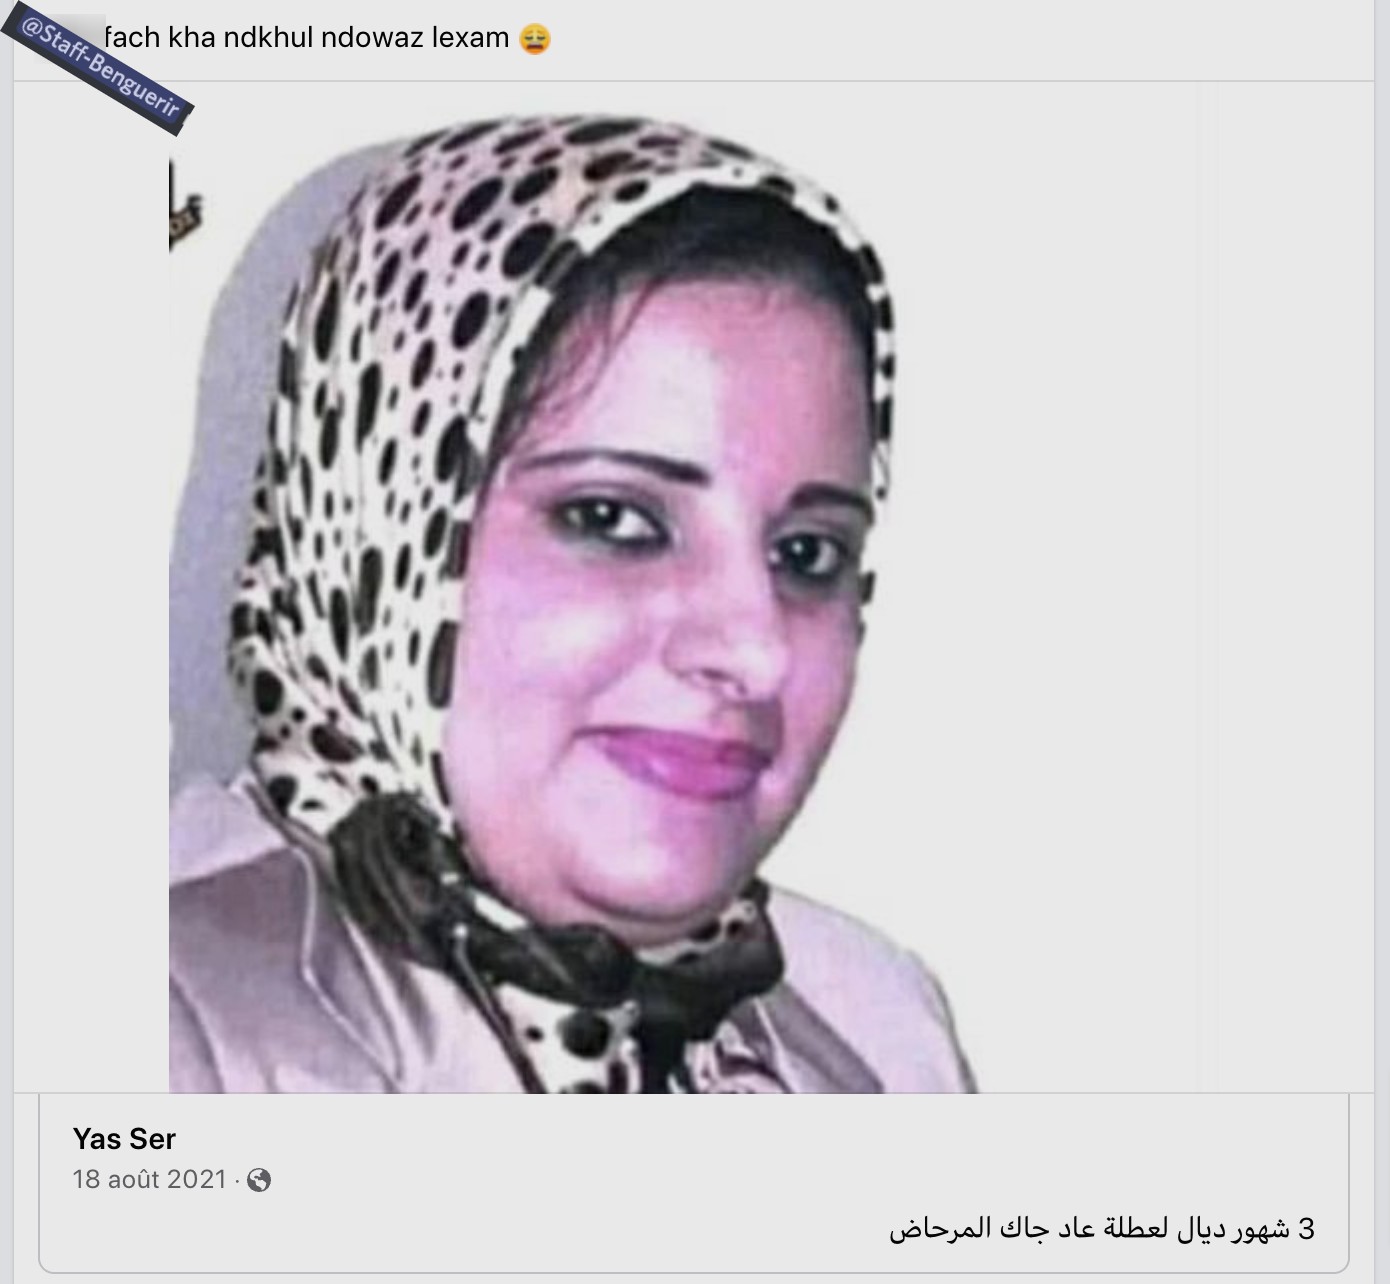 @Staff-Benguerir
fach kha ndkhul ndowaz lexam 😩
Yas Ser
18 août 2021 ·
3 شهور ديال لعطلة عاد جاك المرحاض